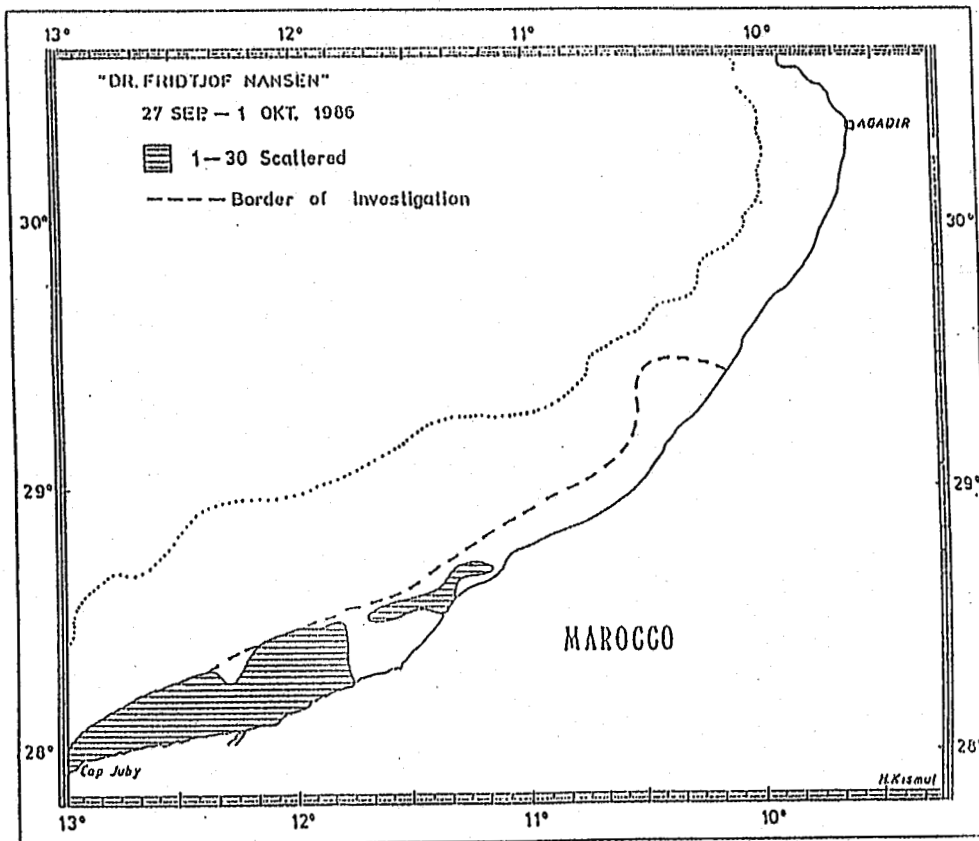 13° 12° 11° 10°
"DR. FRIDTJOF NANSEN"
27 SEP. — 1 OKT. 1986
1—30 Scattered
Border of Investigation
AGADIR
30° 30°
29° 29°
MAROCCO
28° 28°
Cap Juby
H.Kismul
13° 12° 11° 10°